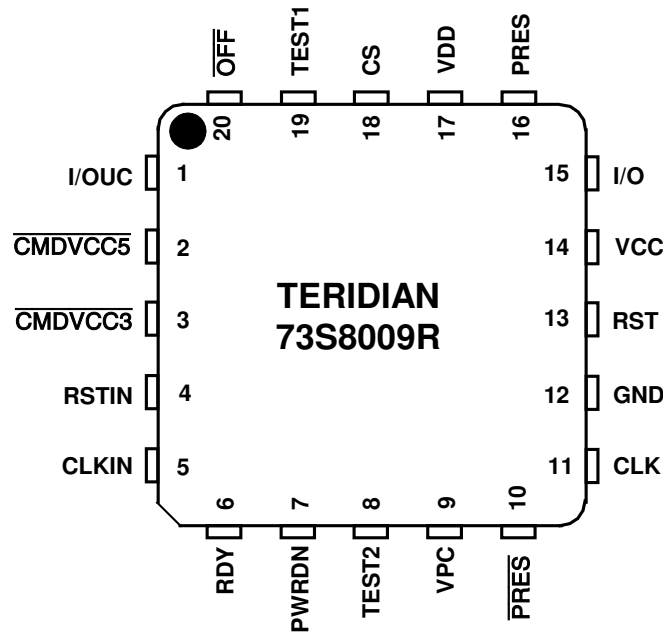 OFF
TEST1
CS
VDD
PRES
20
19
18
17
16
I/OUC 1
15 I/O
CMDVCC5 2
14 VCC
CMDVCC3 3
13 RST
RSTIN 4
12 GND
CLKIN 5
11 CLK
TERIDIAN
73S8009R
6
7
8
9
10
RDY
PWRDN
TEST2
VPC
PRES